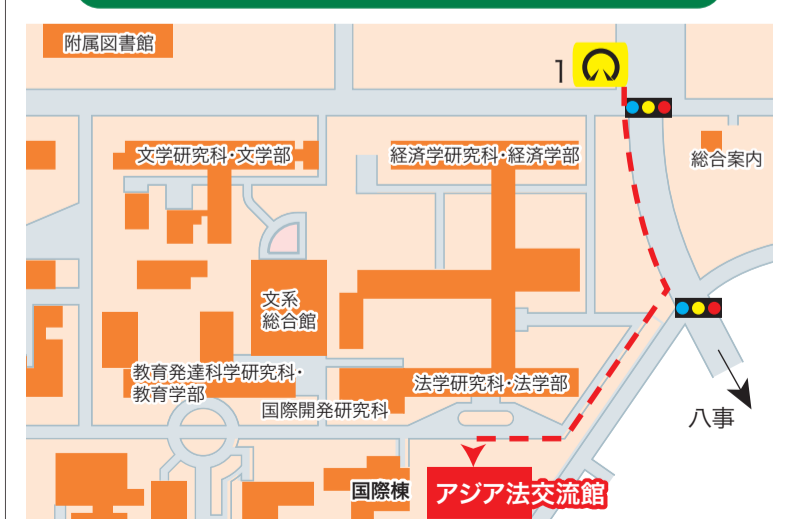 附属図書館
1
文学研究科・文学部
経済学研究科・経済学部
総合案内
文系
総合館
教育発達科学研究科・
教育学部
法学研究科・法学部
国際開発研究科
八事
国際棟
アジア法交流館